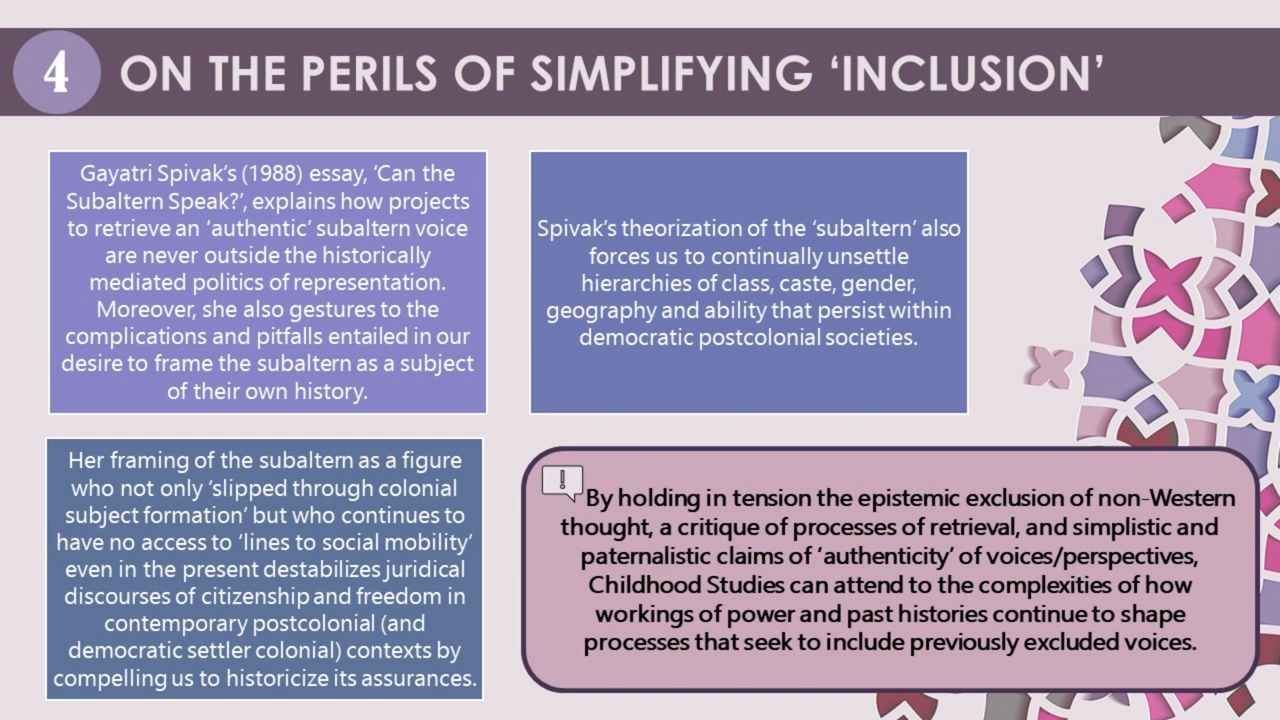 4 ON THE PERILS OF SIMPLIFYING ‘INCLUSION’
Gayatri Spivak’s (1988) essay, ‘Can the
Subaltern Speak?’, explains how projects
to retrieve an ‘authentic’ subaltern voice
are never outside the historically
mediated politics of representation.
Moreover, she also gestures to the
complications and pitfalls entailed in our
desire to frame the subaltern as a subject
of their own history.
Spivak’s theorization of the ‘subaltern’ also
forces us to continually unsettle
hierarchies of class, caste, gender,
geography and ability that persist within
democratic postcolonial societies.
Her framing of the subaltern as a figure
who not only ‘slipped through colonial
subject formation’ but who continues to
have no access to ‘lines to social mobility’
even in the present destabilizes juridical
discourses of citizenship and freedom in
contemporary postcolonial (and
democratic settler colonial) contexts by
compelling us to historicize its assurances.
! By holding in tension the epistemic exclusion of non-Western
thought, a critique of processes of retrieval, and simplistic and
paternalistic claims of ‘authenticity’ of voices/perspectives,
Childhood Studies can attend to the complexities of how
workings of power and past histories continue to shape
processes that seek to include previously excluded voices.